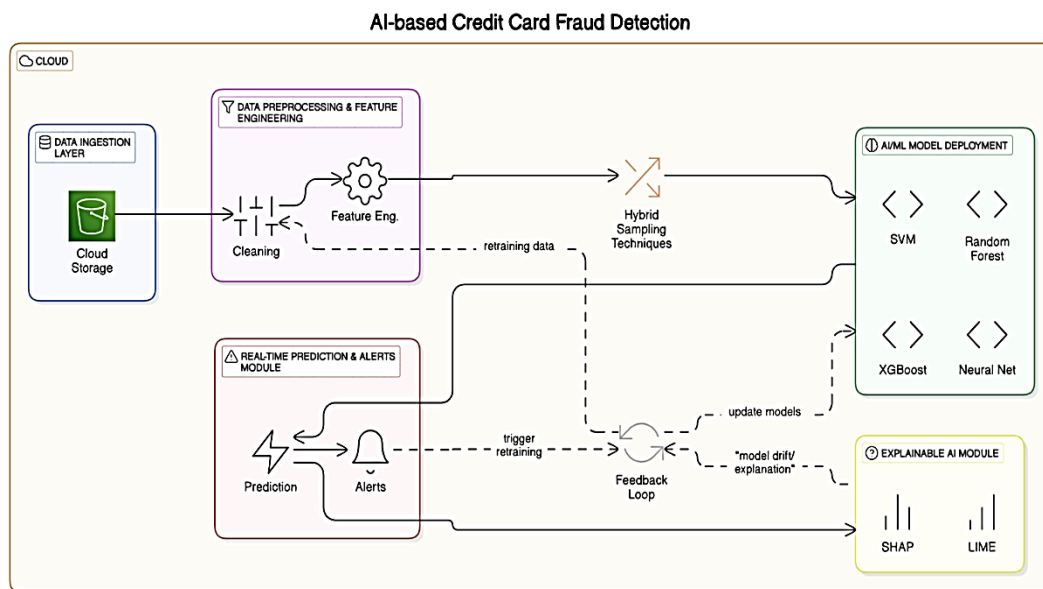 AI-based Credit Card Fraud Detection
CLOUD
DATA INGESTION
LAYER
Cloud
Storage
DATA PREPROCESSING & FEATURE
ENGINEERING
Feature Eng.
Cleaning
Hybrid
Sampling
Techniques
retraining data
AI/ML MODEL DEPLOYMENT
SVM
Random
Forest
XGBoost
Neural Net
REAL-TIME PREDICTION & ALERTS
MODULE
Prediction
Alerts
trigger
retraining
Feedback
Loop
update models
"model drift/
explanation"
EXPLAINABLE AI MODULE
SHAP
LIME